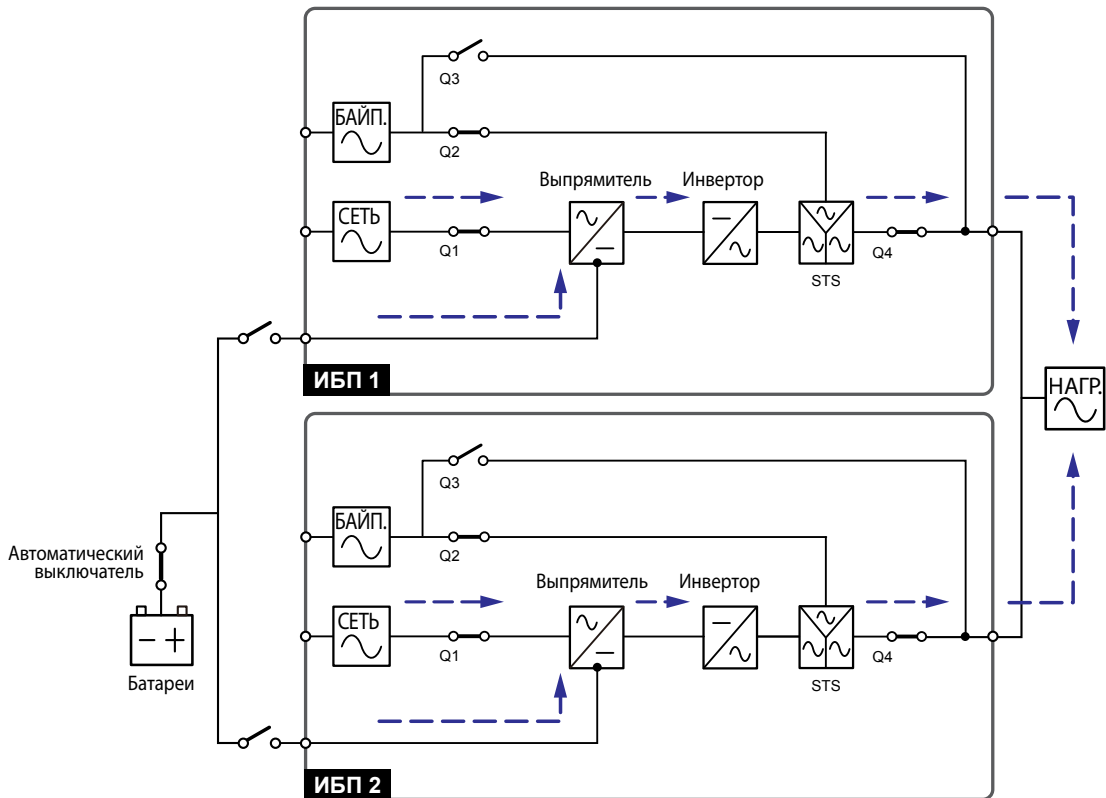 Q3
БАЙП.
Q2
Выпрямитель
Инвертор
СЕТЬ
Q1
Q4
STS
ИБП 1
НАГР.
Q3
БАЙП.
Q2
Автоматический
выключатель
Выпрямитель
Инвертор
СЕТЬ
Q1
Q4
STS
Батареи
ИБП 2